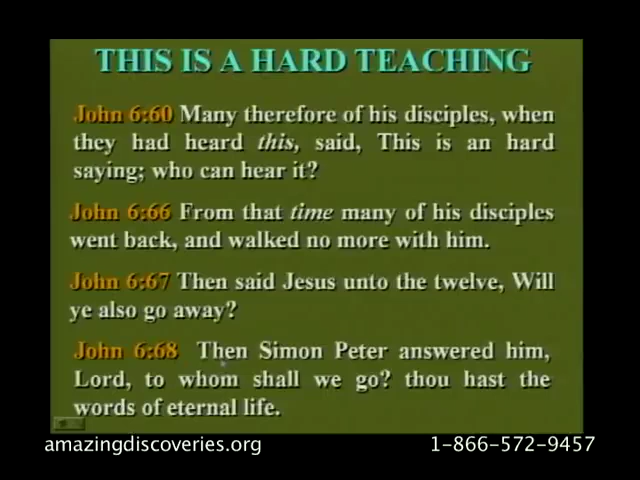 THIS IS A HARD TEACHING
John 6:60 Many therefore of his disciples, when
they had heard this, said, This is an hard
saying; who can hear it?
John 6:66 From that time many of his disciples
went back, and walked no more with him.
John 6:67 Then said Jesus unto the twelve, Will
ye also go away?
John 6:68 Then Simon Peter answered him,
Lord, to whom shall we go? thou hast the
words of eternal life.
amazingdiscoveries.org 1-866-572-9457